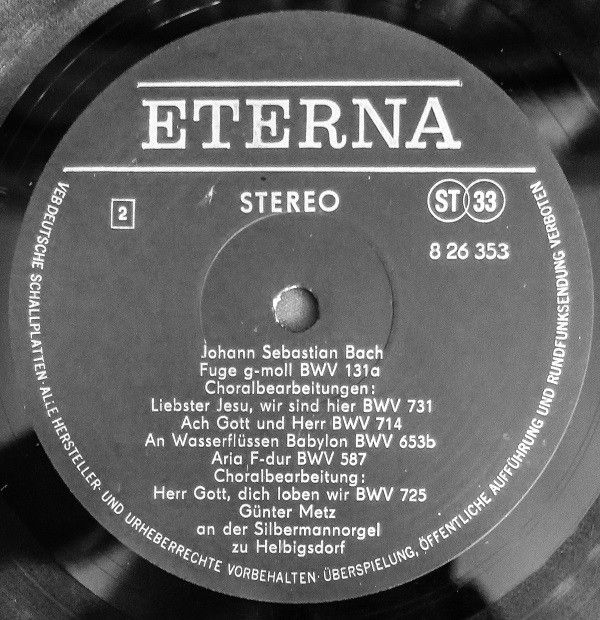 ETERNA
2
STEREO
ST 33
8 26 353
Johann Sebastian Bach
Fuge g-moll BWV 131a
Choralbearbeitungen:
Liebster Jesu, wir sind hier BWV 731
Ach Gott und Herr BWV 714
An Wasserflüssen Babylon BWV 653b
Aria F-dur BWV 587
Choralbearbeitung:
Herr Gott, dich loben wir BWV 725
Günter Metz
an der Silbermannorgel
zu Helbigsdorf
VEB DEUTSCHE SCHALLPLATTEN · ALLE HERSTELLER- UND URHEBERRECHTE VORBEHALTEN · ÜBERSPIELUNG, ÖFFENTLICHE AUFFÜHRUNG UND RUNDFUNKSENDUNG VERBOTEN